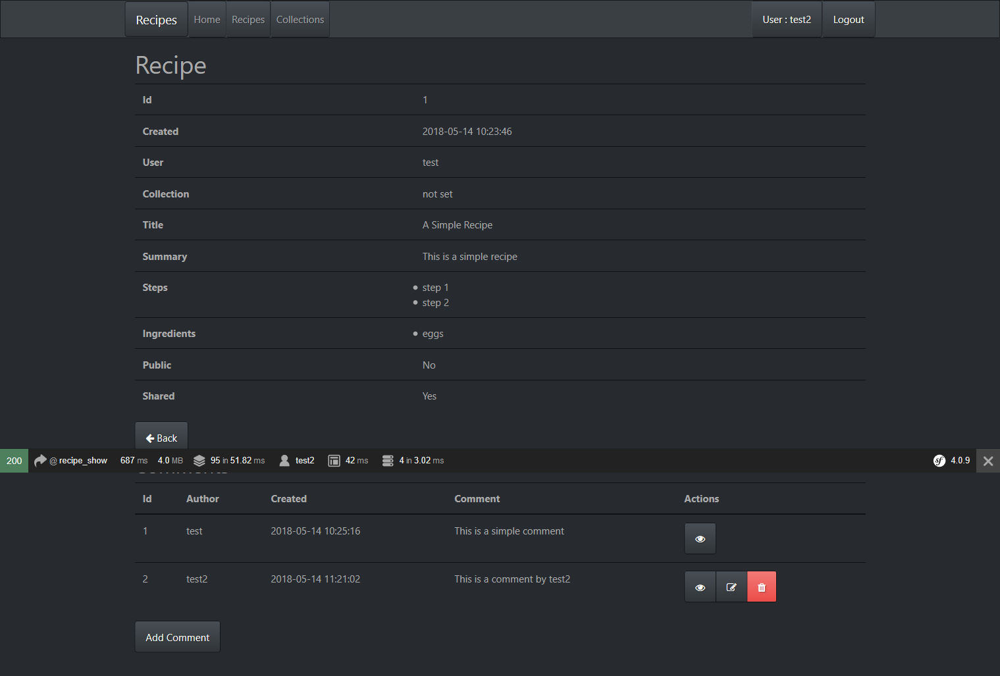 Recipes Home Recipes Collections User : test2 Logout
Recipe
Id 1
Created 2018-05-14 10:23:46
User test
Collection not set
Title A Simple Recipe
Summary This is a simple recipe
Steps step 1
step 2
Ingredients eggs
Public No
Shared Yes
Back
200 @ recipe_show 687 ms 4.0 MB 95 in 51.82 ms test2 42 ms 4 in 3.02 ms sf 4.0.9
Id Author Created Comment Actions
1 test 2018-05-14 10:25:16 This is a simple comment
2 test2 2018-05-14 11:21:02 This is a comment by test2
Add Comment